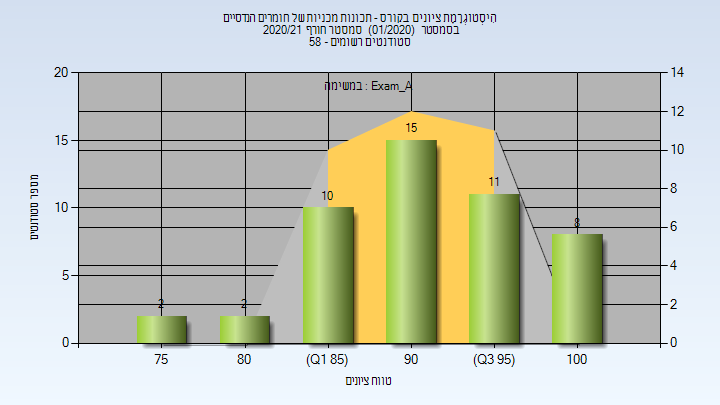 היסטוגרמת ציונים בקורס - תכונות מכניות של חומרים הנדסיים
בסמסטר (01/2020) סמסטר חורף 2020/21
סטודנטים רשומים - 58
במשימה : Exam_A
מספר סטודנטים
20
15
10
5
0
14
12
10
8
6
4
2
0
2
2
10
15
11
8
75
80
(Q1 85)
90
(Q3 95)
100
טווח ציונים